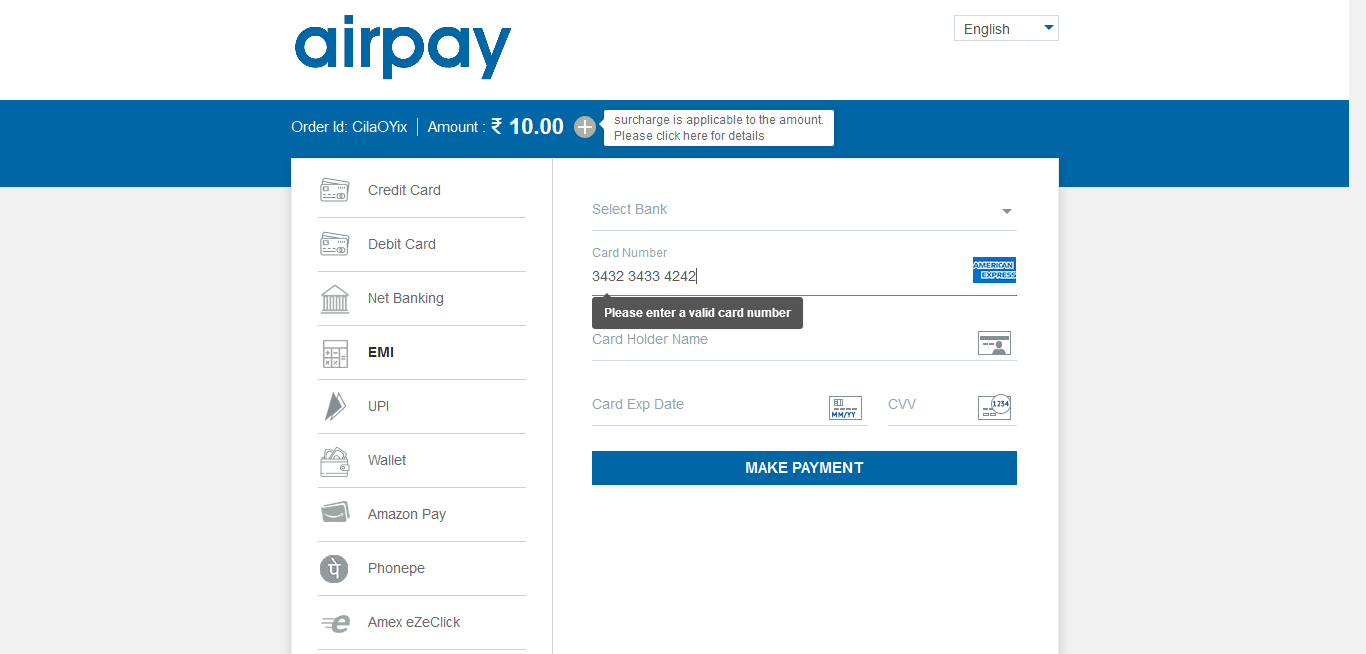 airpay
English
Order Id: CilaOYix
Amount : ₹ 10.00
surcharge is applicable to the amount.
Please click here for details
Credit Card
Debit Card
Net Banking
EMI
UPI
Wallet
Amazon Pay
पे
Phonepe
e
Amex eZeClick
Select Bank
Card Number
3432 3433 4242
AMERICAN
EXPRESS
Please enter a valid card number
Card Holder Name
Card Exp Date
MM/YY
CVV
1234
MAKE PAYMENT